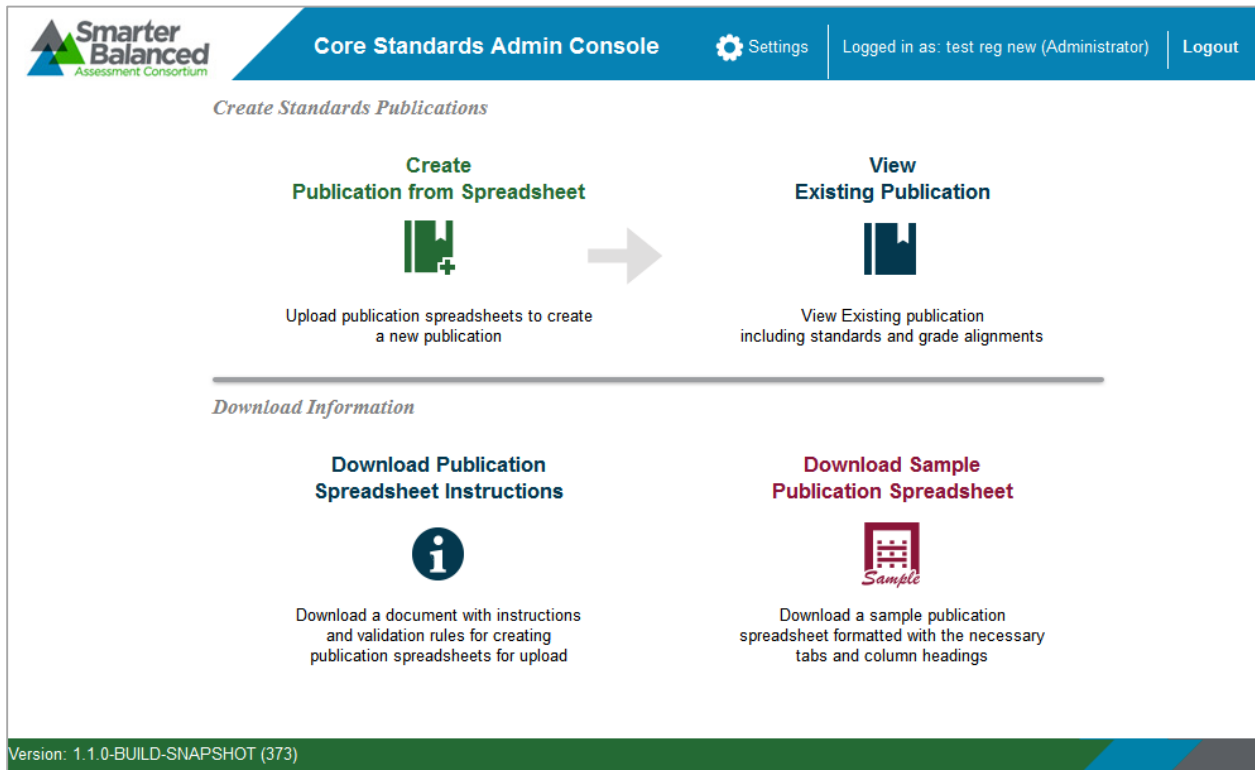 Smarter
Balanced
Assessment Consortium
Core Standards Admin Console
Settings
Logged in as: test reg new (Administrator)
Logout
Create Standards Publications
Create
Publication from Spreadsheet
Upload publication spreadsheets to create
a new publication
View
Existing Publication
View Existing publication
including standards and grade alignments
Download Information
Download Publication
Spreadsheet Instructions
Download a document with instructions
and validation rules for creating
publication spreadsheets for upload
Download Sample
Publication Spreadsheet
Sample
Download a sample publication
spreadsheet formatted with the necessary
tabs and column headings
Version: 1.1.0-BUILD-SNAPSHOT (373)